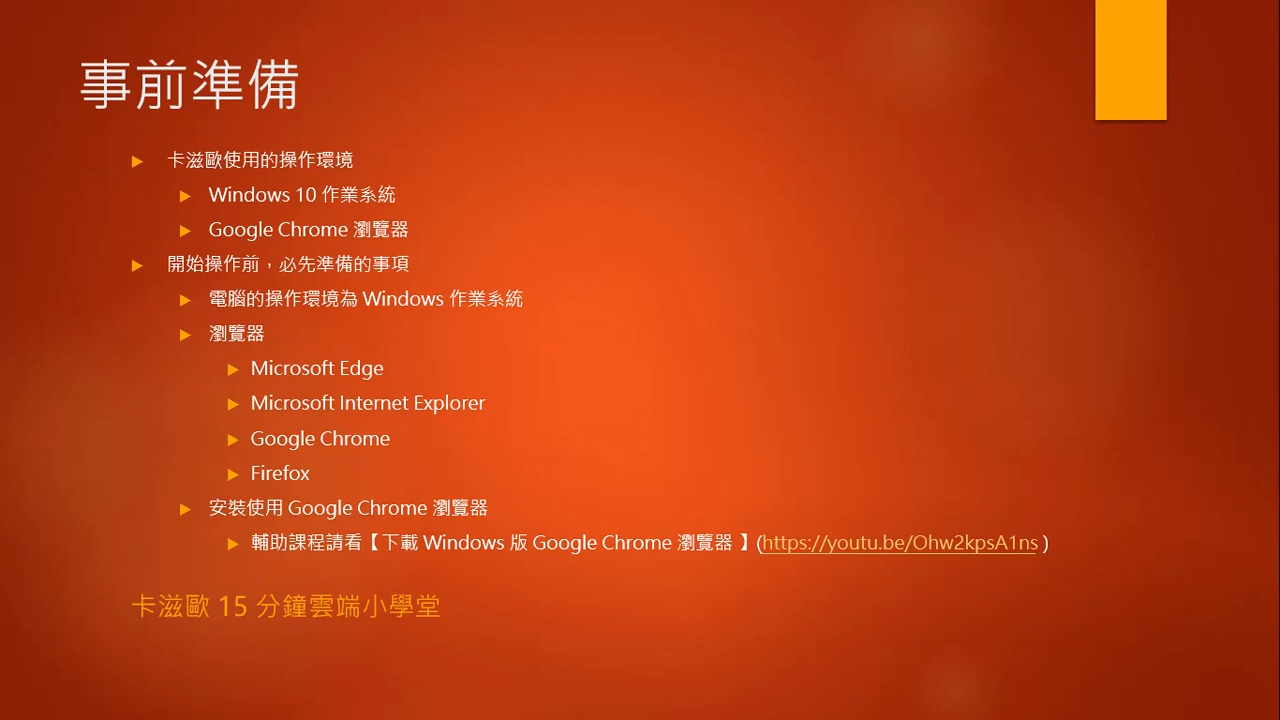 事前準備
卡滋歐使用的操作環境
Windows 10 作業系統
Google Chrome 瀏覽器
開始操作前，必先準備的事項
電腦的操作環境為 Windows 作業系統
瀏覽器
Microsoft Edge
Microsoft Internet Explorer
Google Chrome
Firefox
安裝使用 Google Chrome 瀏覽器
輔助課程請看【下載 Windows 版 Google Chrome 瀏覽器 】(https://youtu.be/Ohw2kpsA1ns )
卡滋歐 15 分鐘雲端小學堂